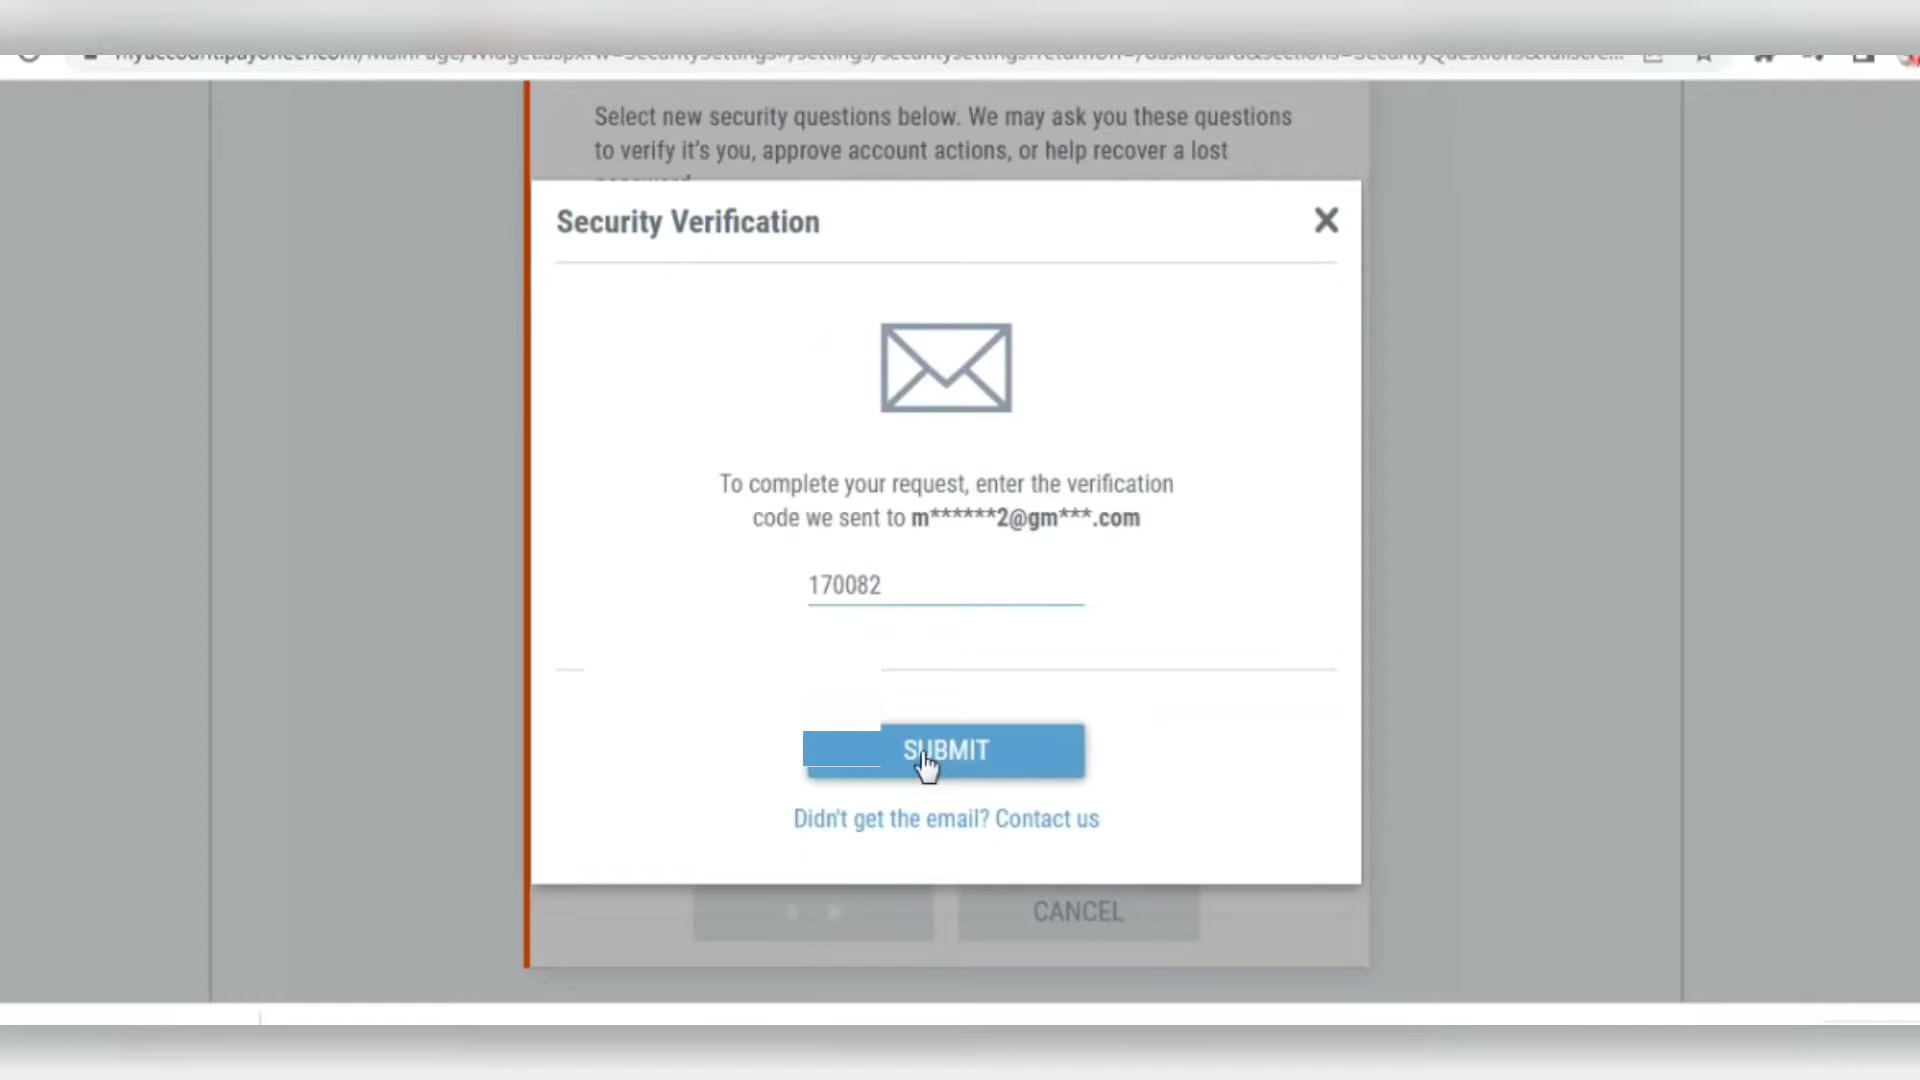 Select new security questions below. We may ask you these questions
to verify it's you, approve account actions, or help recover a lost
Security Verification
To complete your request, enter the verification
code we sent to m******2@gm***.com
170082
SUBMIT
Didn't get the email? Contact us
CANCEL